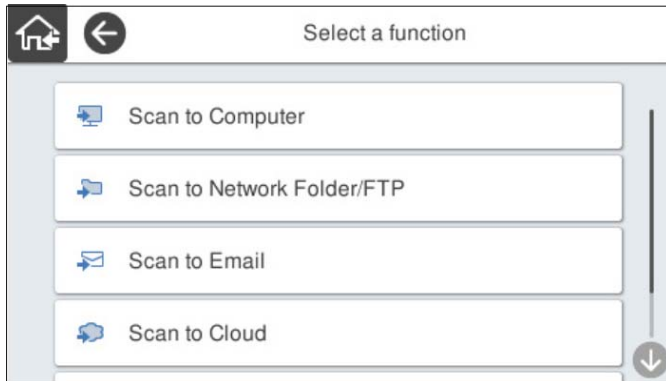 Select a function
Scan to Computer
Scan to Network Folder/FTP
Scan to Email
Scan to Cloud